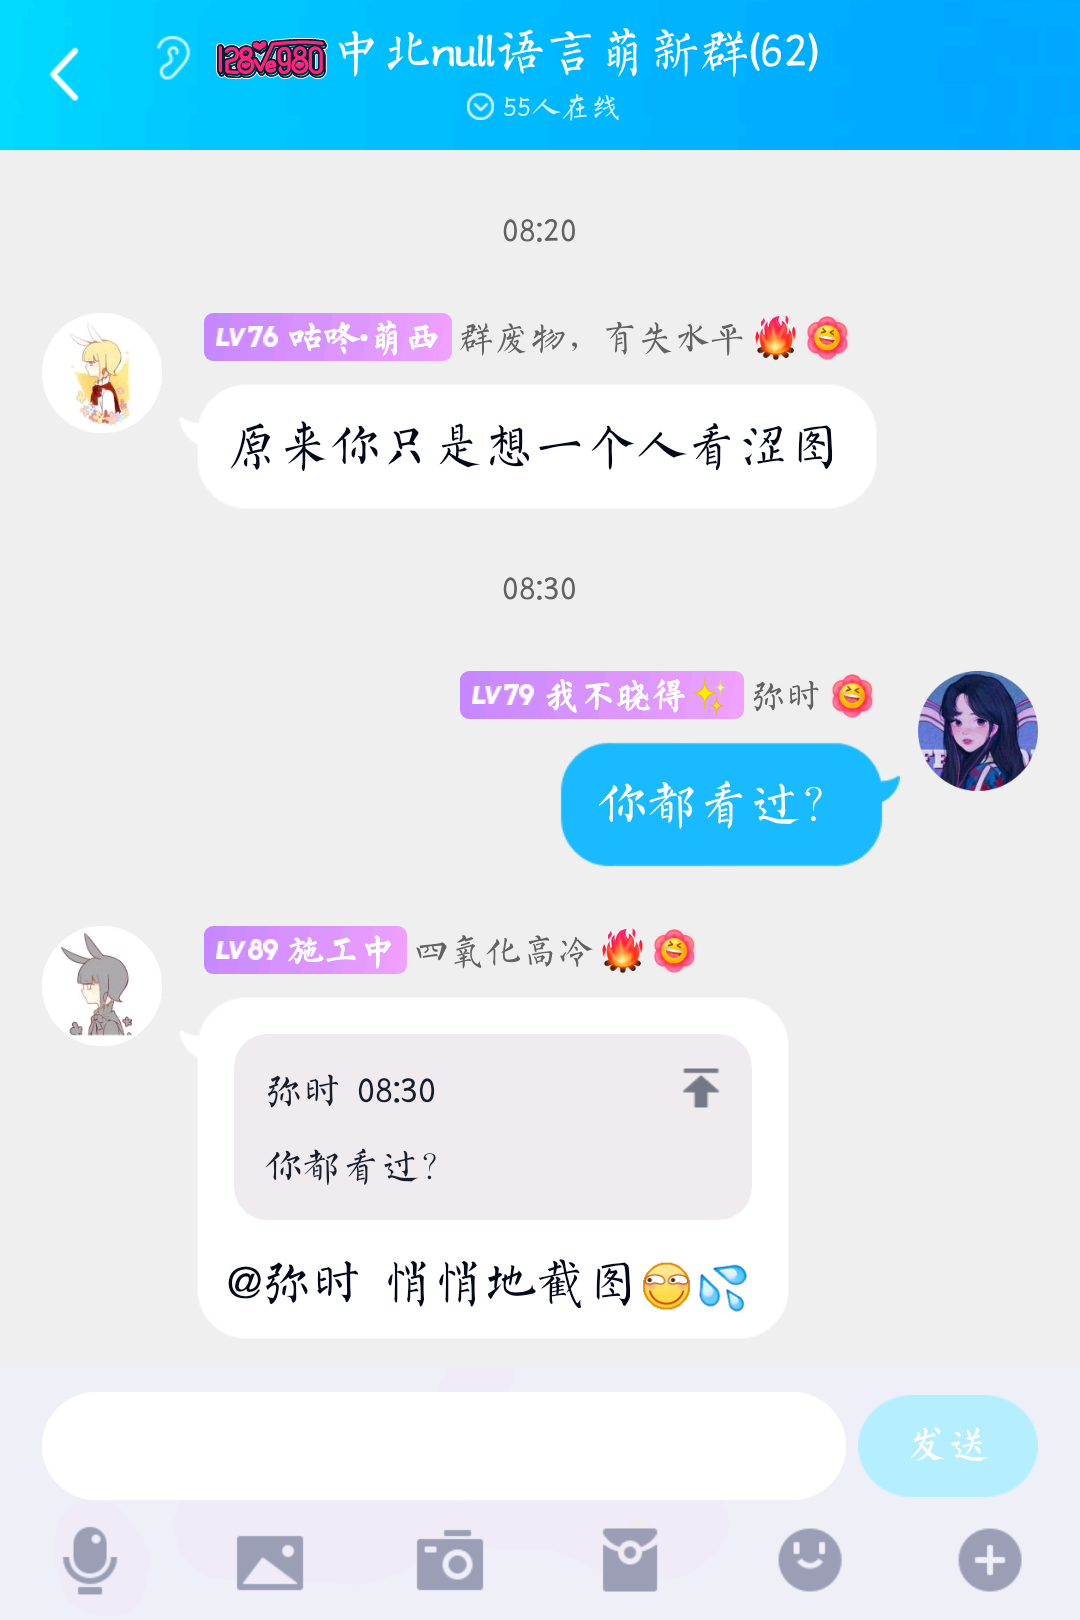 128√e980 中北null语言萌新群(62)
55人在线
08:20
LV76 咕咚·萌西 群废物，有失水平🔥
原来你只是想一个人看涩图
08:30
LV79 我不晓得✨ 弥时
你都看过？
LV89 施工中 四氧化高冷🔥
弥时 08:30
你都看过？
@弥时 悄悄地截图💦
发送